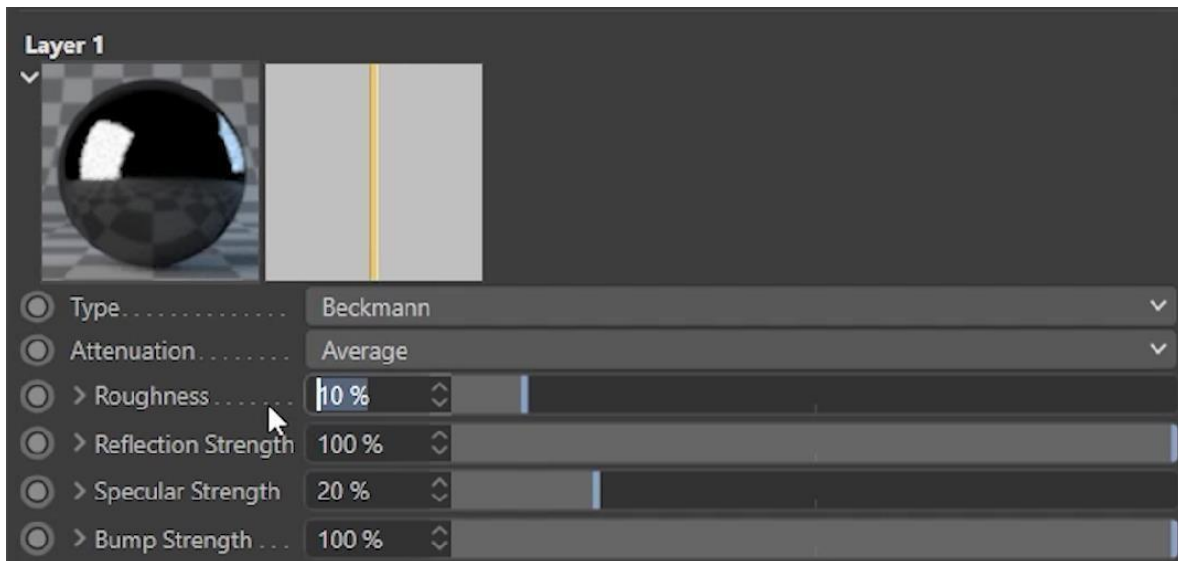 Layer 1
Type.............. Beckmann
Attenuation........ Average
> Roughness....... 10 %
> Reflection Strength 100 %
> Specular Strength 20 %
> Bump Strength... 100 %